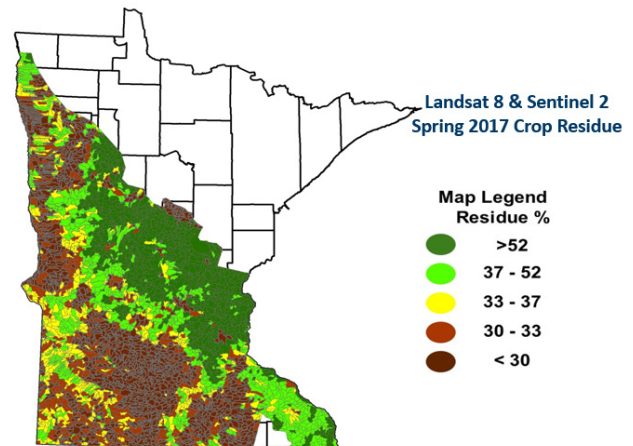 Landsat 8 & Sentinel 2
Spring 2017 Crop Residue
Map Legend
Residue %
>52
37 - 52
33 - 37
30 - 33
< 30